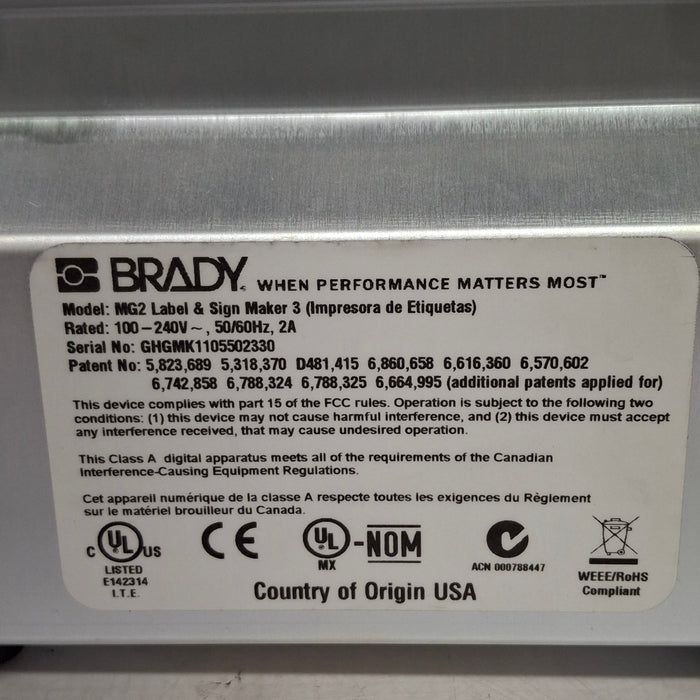 BRADY. WHEN PERFORMANCE MATTERS MOST™
Model: MG2 Label & Sign Maker 3 (Impresora de Etiquetas)
Rated: 100–240V~, 50/60Hz, 2A
Serial No: GHGMK1105502330
Patent No: 5,823,689 5,318,370 D481,415 6,860,658 6,616,360 6,570,602
6,742,858 6,788,324 6,788,325 6,664,995 (additional patents applied for)
This device complies with part 15 of the FCC rules. Operation is subject to the following two
conditions: (1) this device may not cause harmful interference, and (2) this device must accept
any interference received, that may cause undesired operation.
This Class A digital apparatus meets all of the requirements of the Canadian
Interference-Causing Equipment Regulations.
Cet appareil numérique de la classe A respecte toutes les exigences du Règlement
sur le matériel brouilleur du Canada.
C UL US
LISTED
E142314
I.T.E.
CE
UL -NOM
MX
ACN 000788447
WEEE/RoHS
Compliant
Country of Origin USA